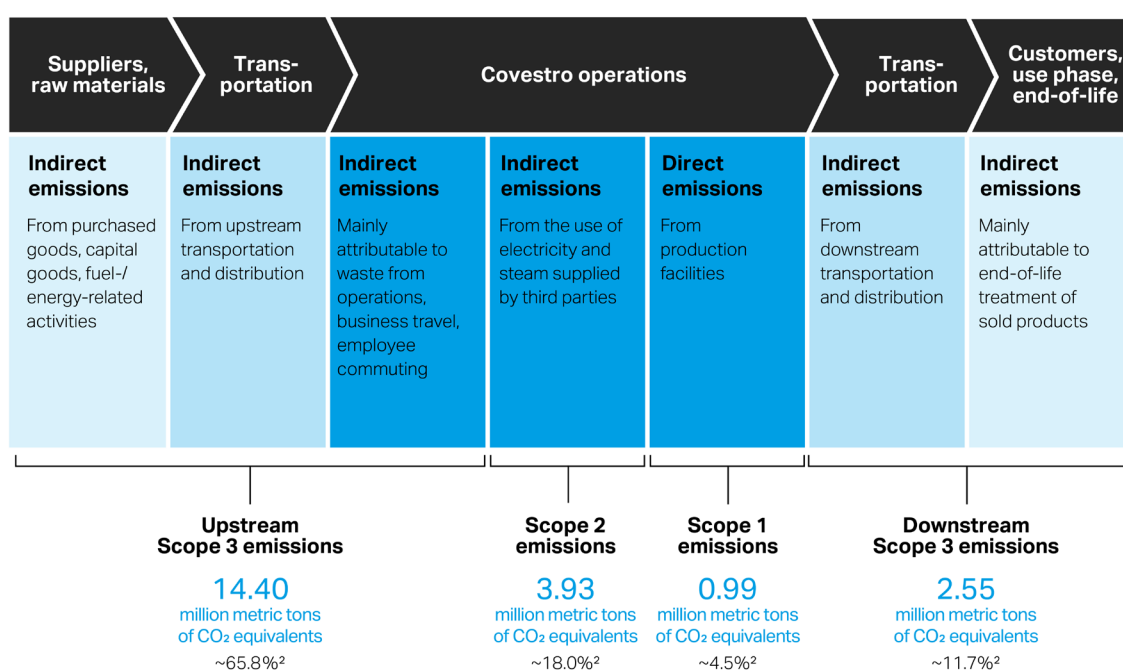 Suppliers,
raw materials
Trans-
portation
Covestro operations
Trans-
portation
Customers,
use phase,
end-of-life
Indirect
emissions
From purchased
goods, capital
goods, fuel-/
energy-related
activities
Indirect
emissions
From upstream
transportation
and distribution
Indirect
emissions
Mainly
attributable to
waste from
operations,
business travel,
employee
commuting
Indirect
emissions
From the use of
electricity and
steam supplied
by third parties
Direct
emissions
From
production
facilities
Indirect
emissions
From
downstream
transportation
and distribution
Indirect
emissions
Mainly
attributable to
end-of-life
treatment of
sold products
Upstream
Scope 3 emissions
14.40
million metric tons
of CO₂ equivalents
~65.8%²
Scope 2
emissions
3.93
million metric tons
of CO₂ equivalents
~18.0%²
Scope 1
emissions
0.99
million metric tons
of CO₂ equivalents
~4.5%²
Downstream
Scope 3 emissions
2.55
million metric tons
of CO₂ equivalents
~11.7%²